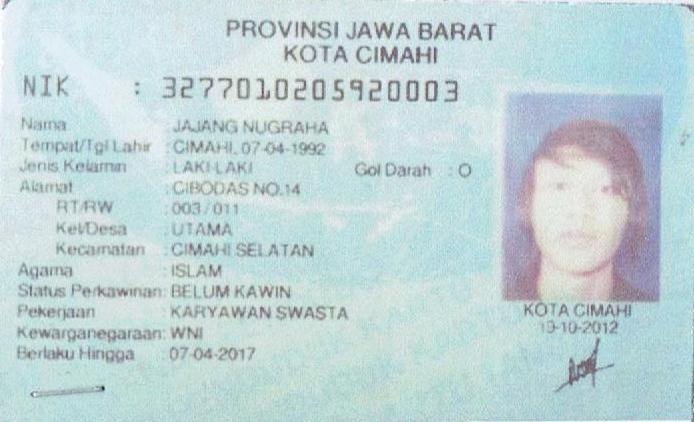 PROVINSI JAWA BARAT
KOTA CIMAHI
NIK : 3277010205920003
Nama : JAJANG NUGRAHA
Tempat/Tgl Lahir : CIMAHI, 07-04-1992
Jenis Kelamin : LAKI-LAKI Gol Darah : O
Alamat : CIBODAS NO.14
RT/RW : 003/011
Kel/Desa : UTAMA
Kecamatan : CIMAHI SELATAN
Agama : ISLAM
Status Perkawinan: BELUM KAWIN
Pekerjaan : KARYAWAN SWASTA
Kewarganegaraan: WNI
Berlaku Hingga : 07-04-2017
KOTA CIMAHI
19-10-2012